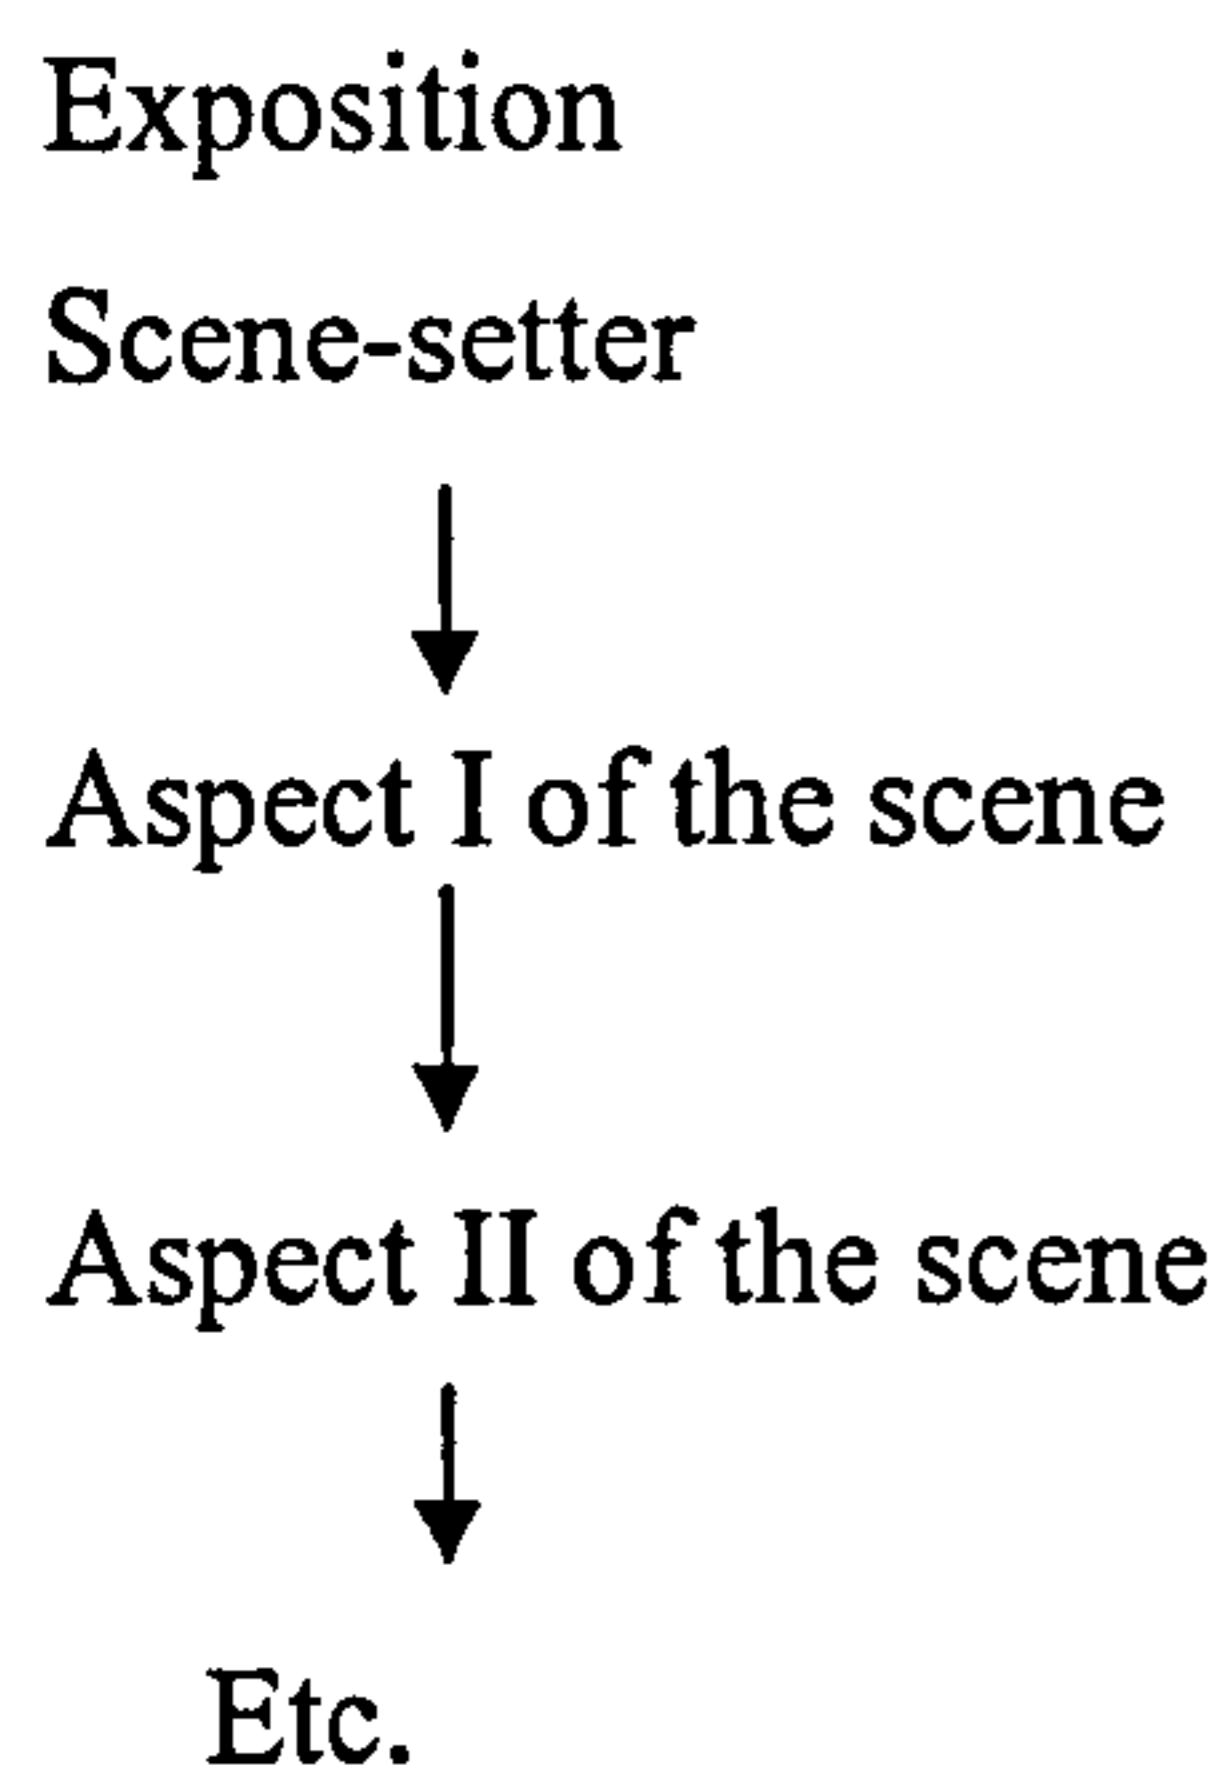 Exposition
Scene-setter
Aspect I of the scene
Aspect II of the scene
Etc.